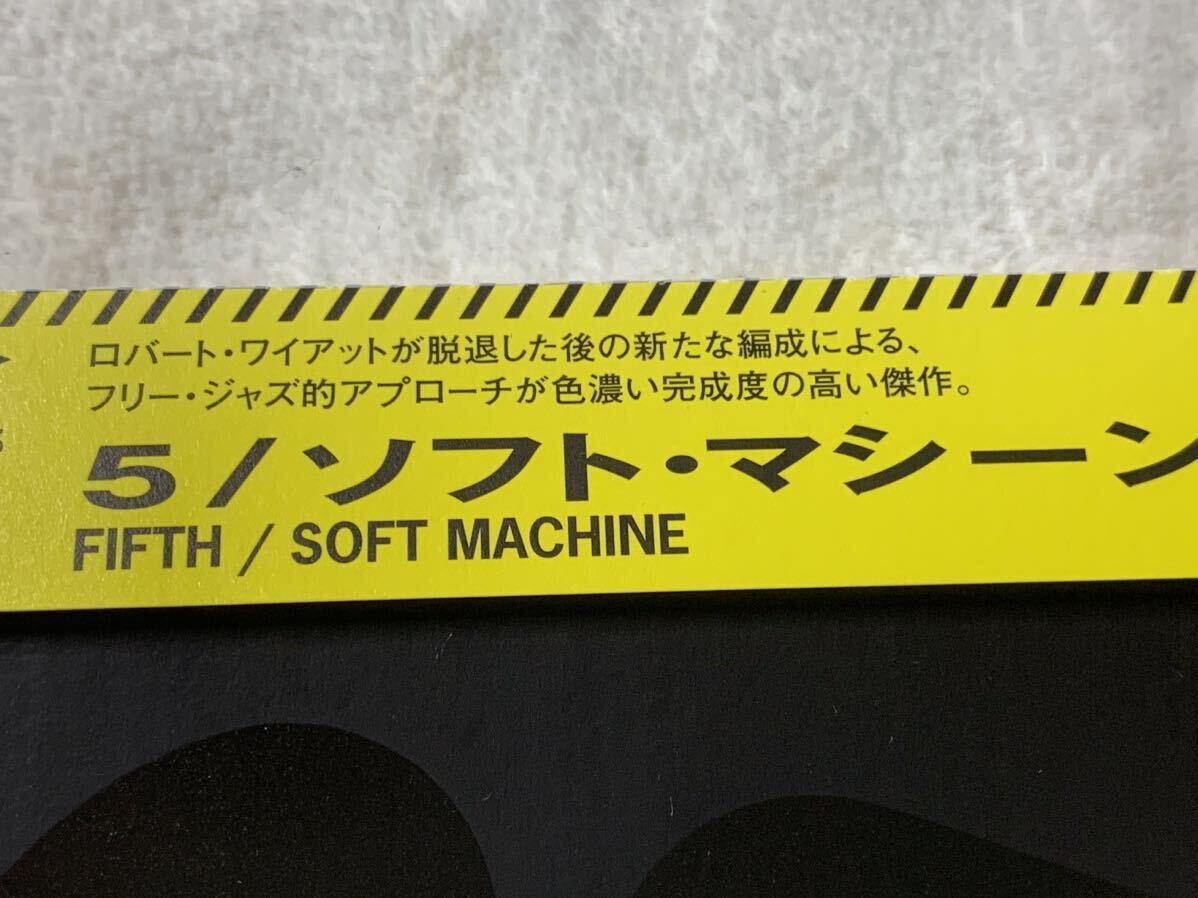 ロバート・ワイアットが脱退した後の新たな編成による、
フリー・ジャズ的アプローチが色濃い完成度の高い傑作。
5/ソフト・マシーン
FIFTH / SOFT MACHINE